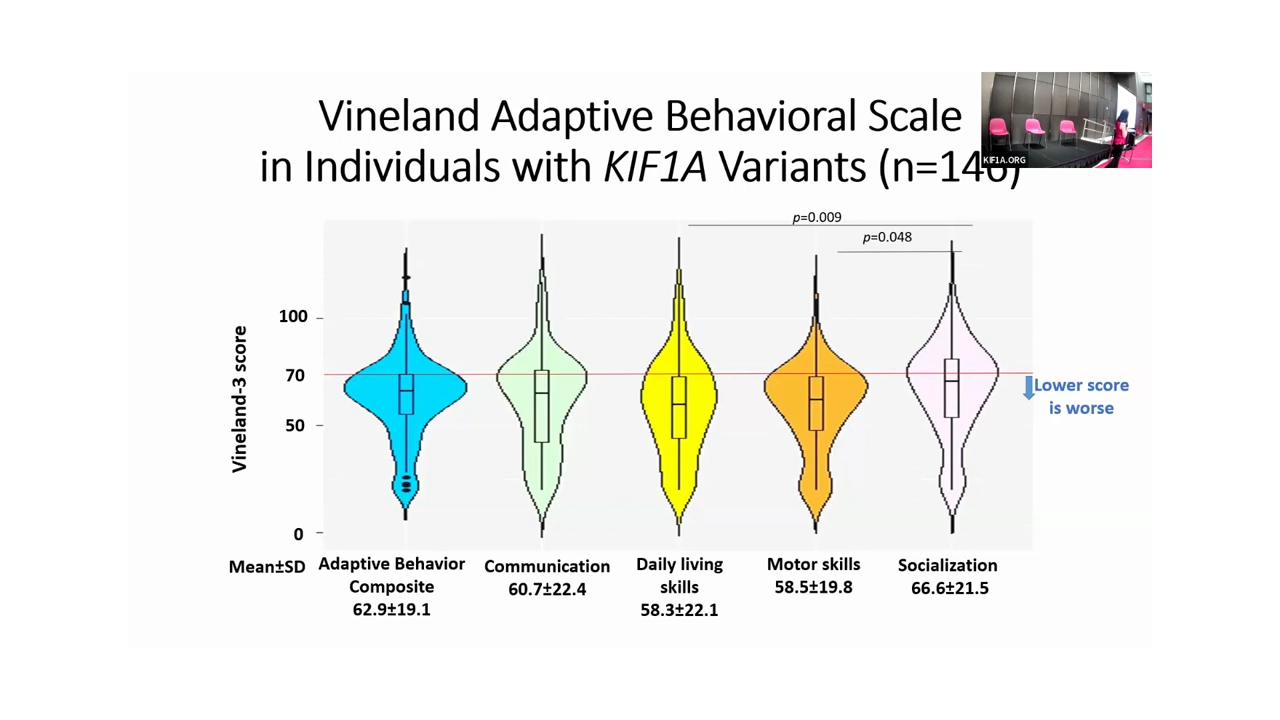 Vineland Adaptive Behavioral Scale
in Individuals with KIF1A Variants (n=146)
KIF1A.ORG
p=0.009
p=0.048
100
70
50
0
Vineland-3 score
Lower score
is worse
Mean±SD
Adaptive Behavior
Composite
62.9±19.1
Communication
60.7±22.4
Daily living
skills
58.3±22.1
Motor skills
58.5±19.8
Socialization
66.6±21.5